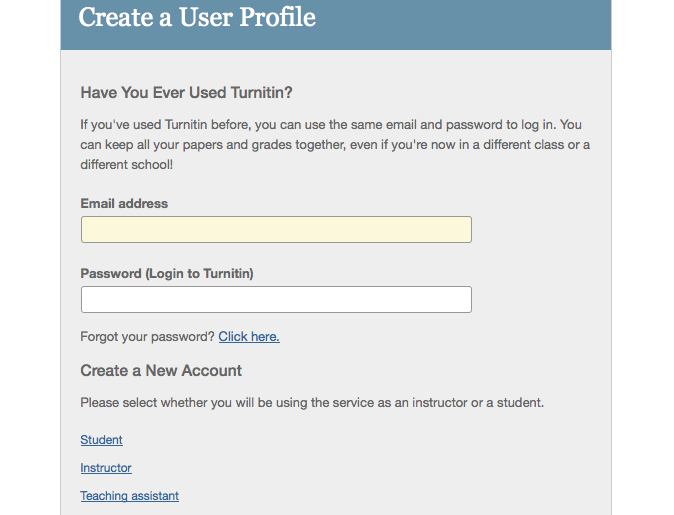 Create a User Profile
Have You Ever Used Turnitin?
If you've used Turnitin before, you can use the same email and password to log in. You
can keep all your papers and grades together, even if you're now in a different class or a
different school!
Email address
Password (Login to Turnitin)
Forgot your password? Click here.
Create a New Account
Please select whether you will be using the service as an instructor or a student.
Student
Instructor
Teaching assistant